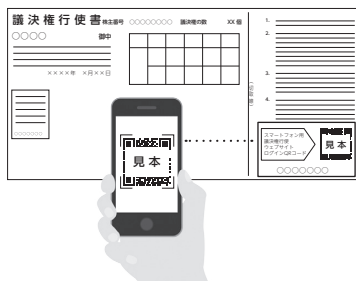 議決権行使書 株主番号 ○○○○○○○○ 議決権の数 XX 個
○○○○ 御中
××××年 ×月××日
○○○○○○○
1.
2.
3.
4.
見本
スマートフォン用
議決権行使
ウェブサイト
ログインQRコード
見本
○○○○○○○